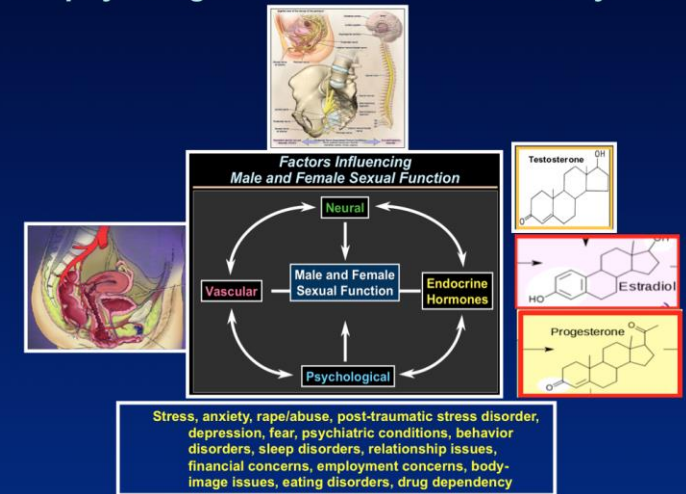 Factors Influencing
Male and Female Sexual Function
Neural
Vascular
Male and Female
Sexual Function
Endocrine
Hormones
Psychological
Testosterone
OH
O
Estradiol
HO
Progesterone
O
O
Stress, anxiety, rape/abuse, post-traumatic stress disorder,
depression, fear, psychiatric conditions, behavior
disorders, sleep disorders, relationship issues,
financial concerns, employment concerns, body-
image issues, eating disorders, drug dependency